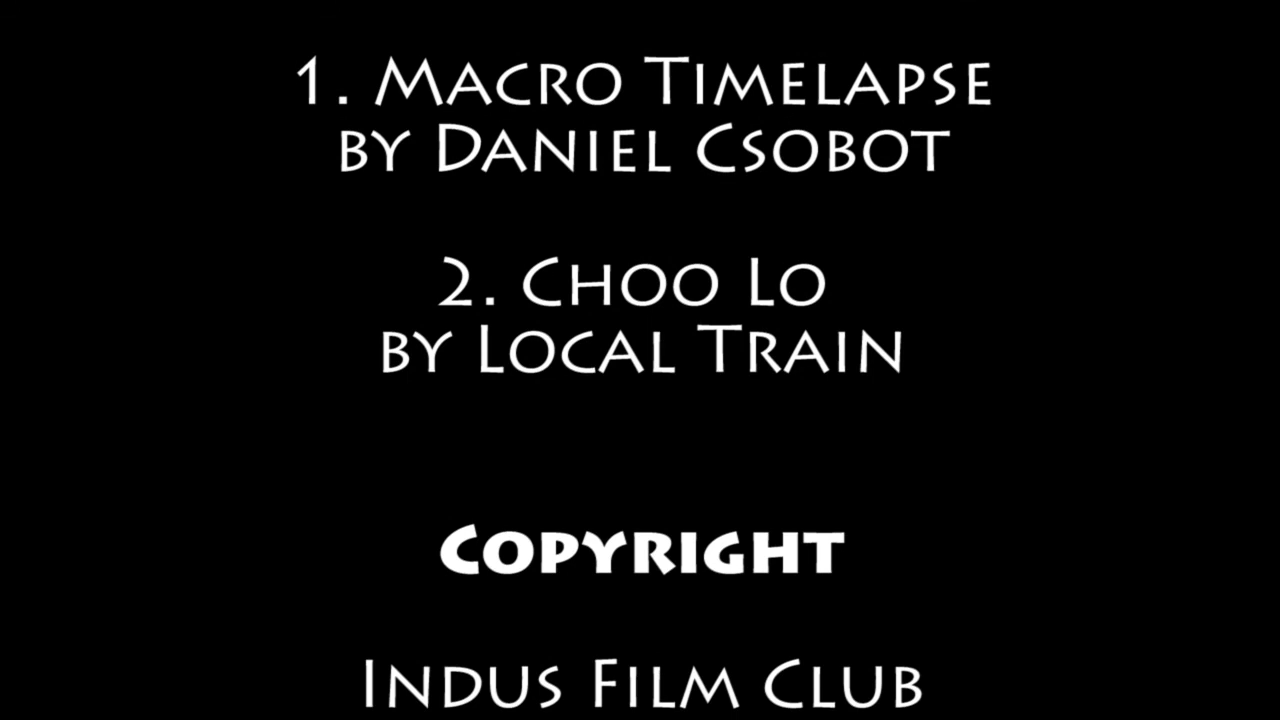 1. Macro Timelapse
by Daniel Csobot
2. Choo Lo
by Local Train
Copyright
Indus Film Club